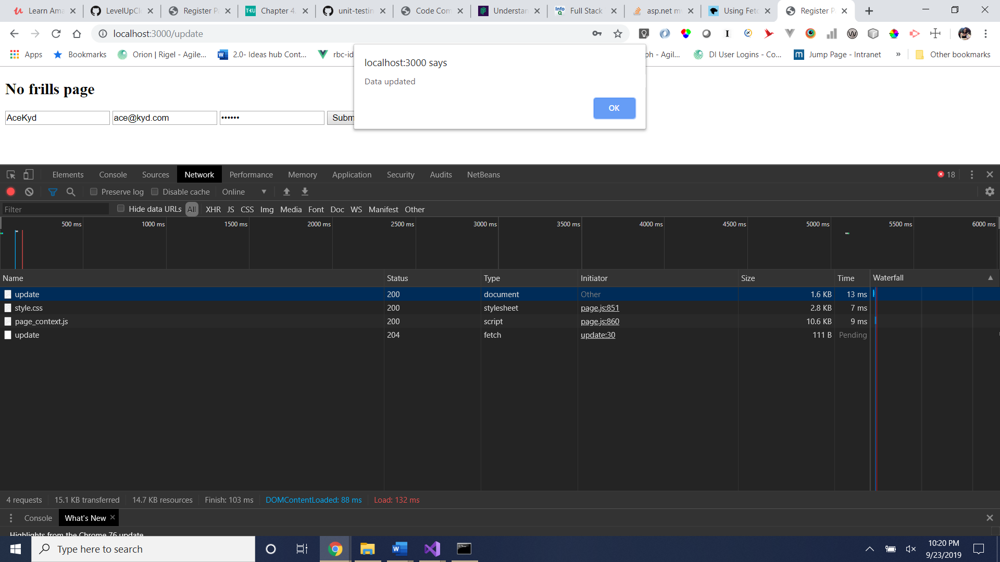 Learn Ama
LevelUpCl
Register P
Chapter 4.
unit-testin
Code Com
Understan
Full Stack
asp.net m
Using Fetc
Register P
localhost:3000/update
Apps
Bookmarks
Orion | Rigel - Agile...
2.0- Ideas hub Cont...
rbc-id
ph - Agil...
DI User Logins - Co...
Jump Page - Intranet
»
Other bookmarks
localhost:3000 says
Data updated
OK
No frills page
AceKyd
ace@kyd.com
••••••
Subm
Elements Console Sources Network Performance Memory Application Security Audits NetBeans
18
Preserve log
Disable cache
Online
Filter
Hide data URLs
All XHR JS CSS Img Media Font Doc WS Manifest Other
500 ms 1000 ms 1500 ms 2000 ms 2500 ms 3000 ms 3500 ms 4000 ms 4500 ms 5000 ms 5500 ms 6000 ms
Name Status Type Initiator Size Time Waterfall
update 200 document Other 1.6 KB 13 ms
style.css 200 stylesheet page.js:851 2.8 KB 7 ms
page_context.js 200 script page.js:860 10.6 KB 9 ms
update 204 fetch update:30 111 B Pending
4 requests 15.1 KB transferred 14.7 KB resources Finish: 103 ms DOMContentLoaded: 88 ms Load: 132 ms
Console What's New
Highlights from the Chrome 76 update
Type here to search
10:20 PM
9/23/2019